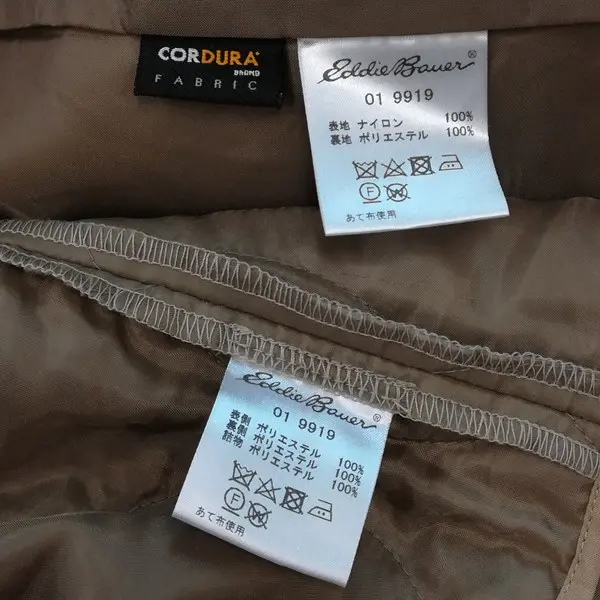 CORDURA®
BRAND
FABRIC
Eddie Bauer®
01 9919
表地 ナイロン 100%
裏地 ポリエステル 100%
F W
あて布使用
Eddie Bauer®
01 9919
表側 ポリエステル 100%
裏側 ポリエステル 100%
詰物 ポリエステル 100%
F W
あて布使用